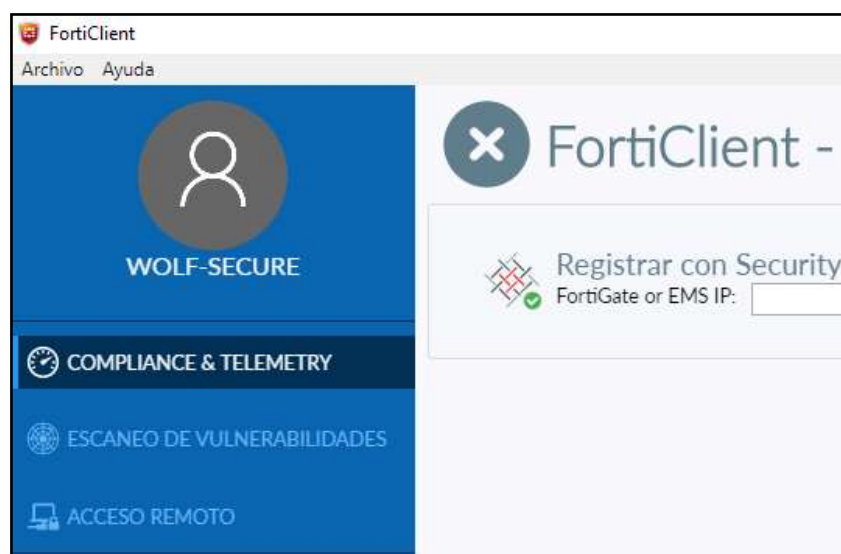 FortiClient
Archivo Ayuda
WOLF-SECURE
COMPLIANCE & TELEMETRY
ESCANEO DE VULNERABILIDADES
ACCESO REMOTO
FortiClient -
Registrar con Security
FortiGate or EMS IP: